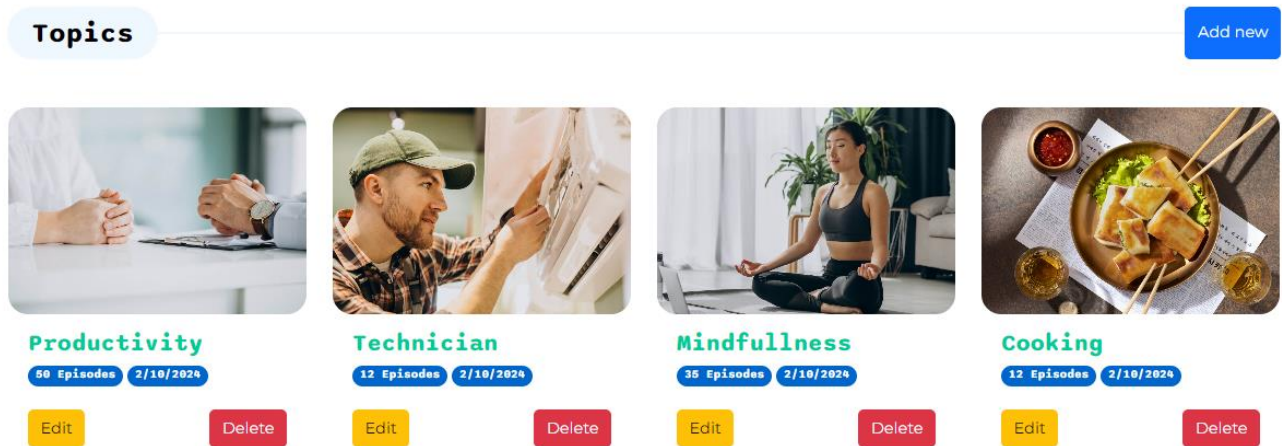 Topics
Add new
Productivity
50 Episodes 2/10/2024
Edit Delete
Technician
12 Episodes 2/10/2024
Edit Delete
Mindfullness
35 Episodes 2/10/2024
Edit Delete
Cooking
12 Episodes 2/10/2024
Edit Delete